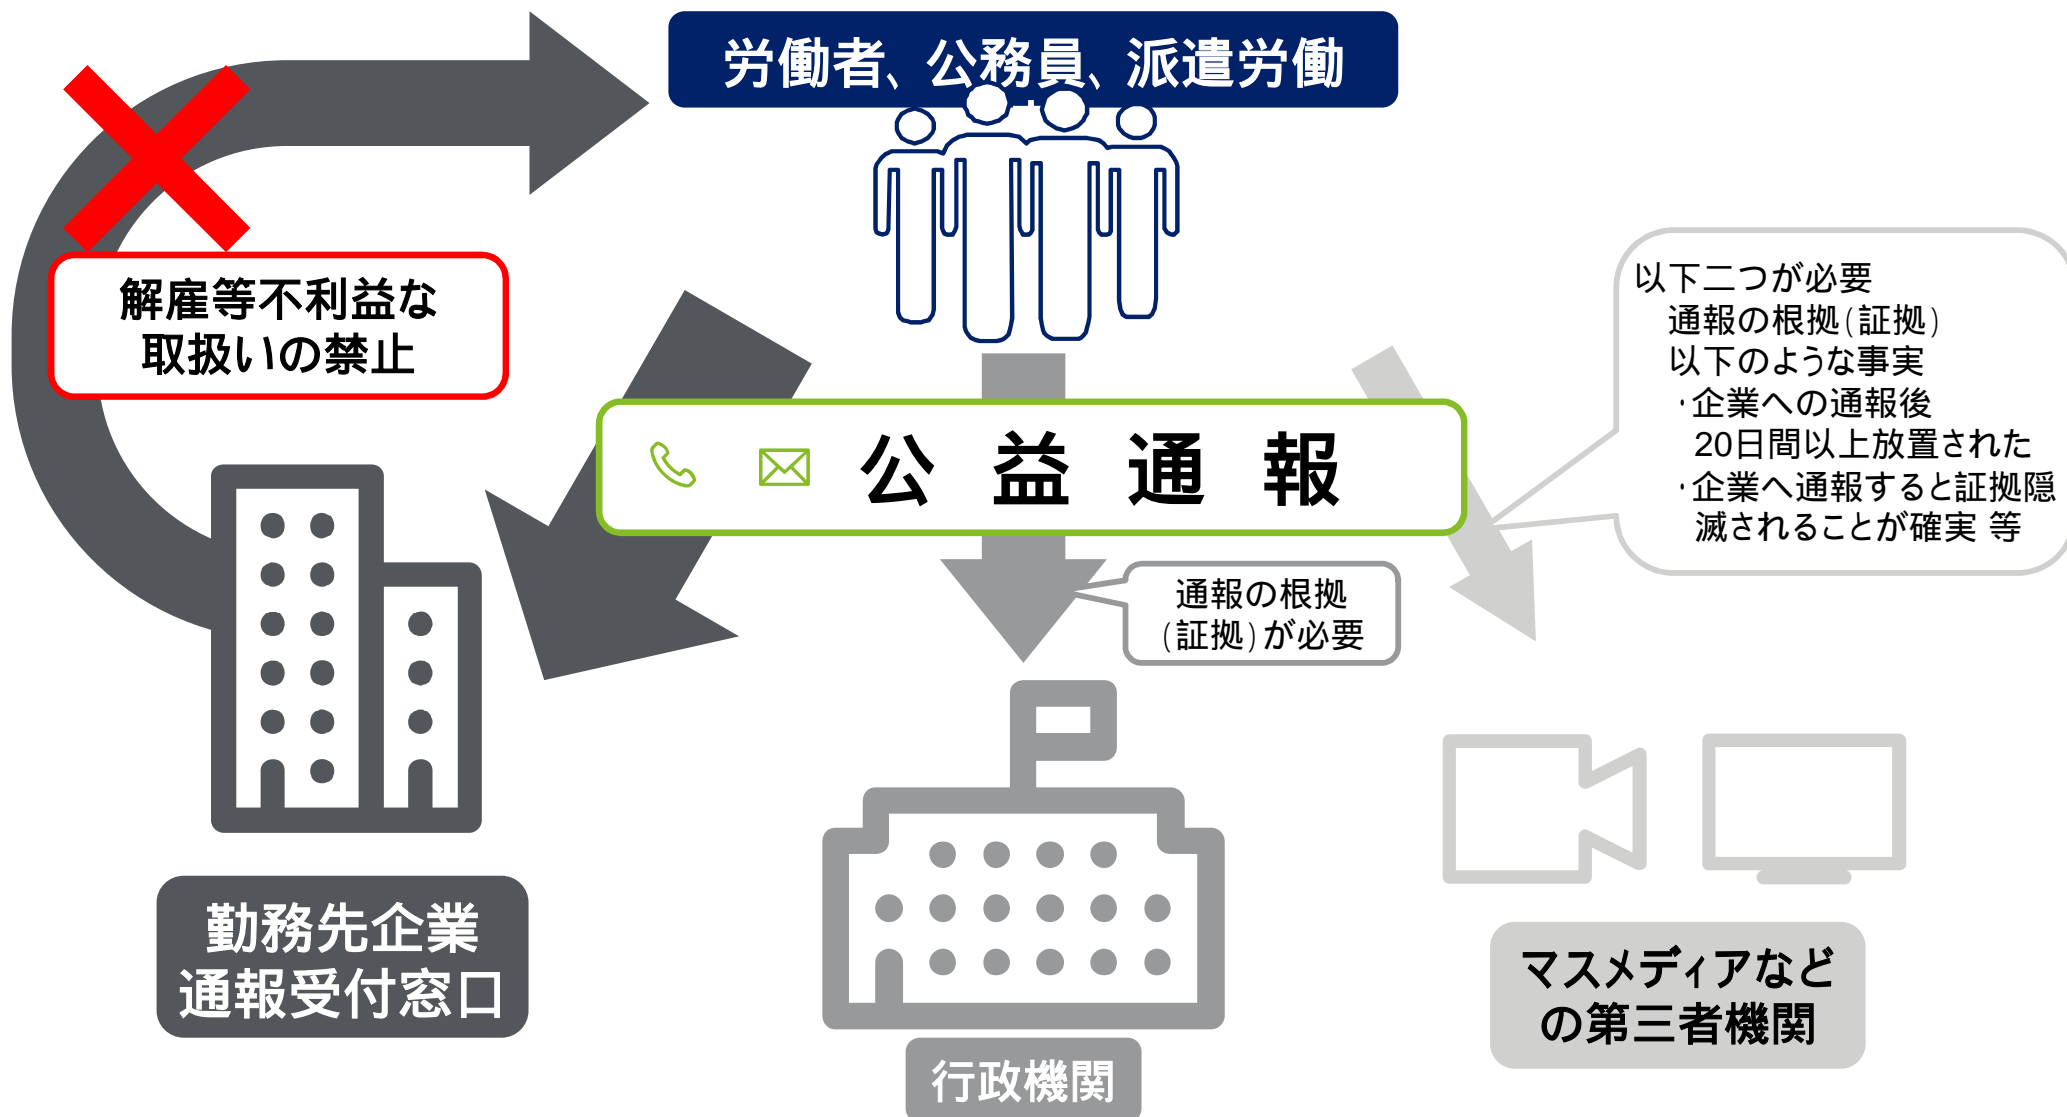 労働者、公務員、派遣労働
解雇等不利益な
取扱いの禁止
公益通報
以下二つが必要
通報の根拠(証拠)
以下のような事実
・企業への通報後
20日間以上放置された
・企業へ通報すると証拠隠
滅されることが確実 等
通報の根拠
(証拠)が必要
勤務先企業
通報受付窓口
行政機関
マスメディアなど
の第三者機関